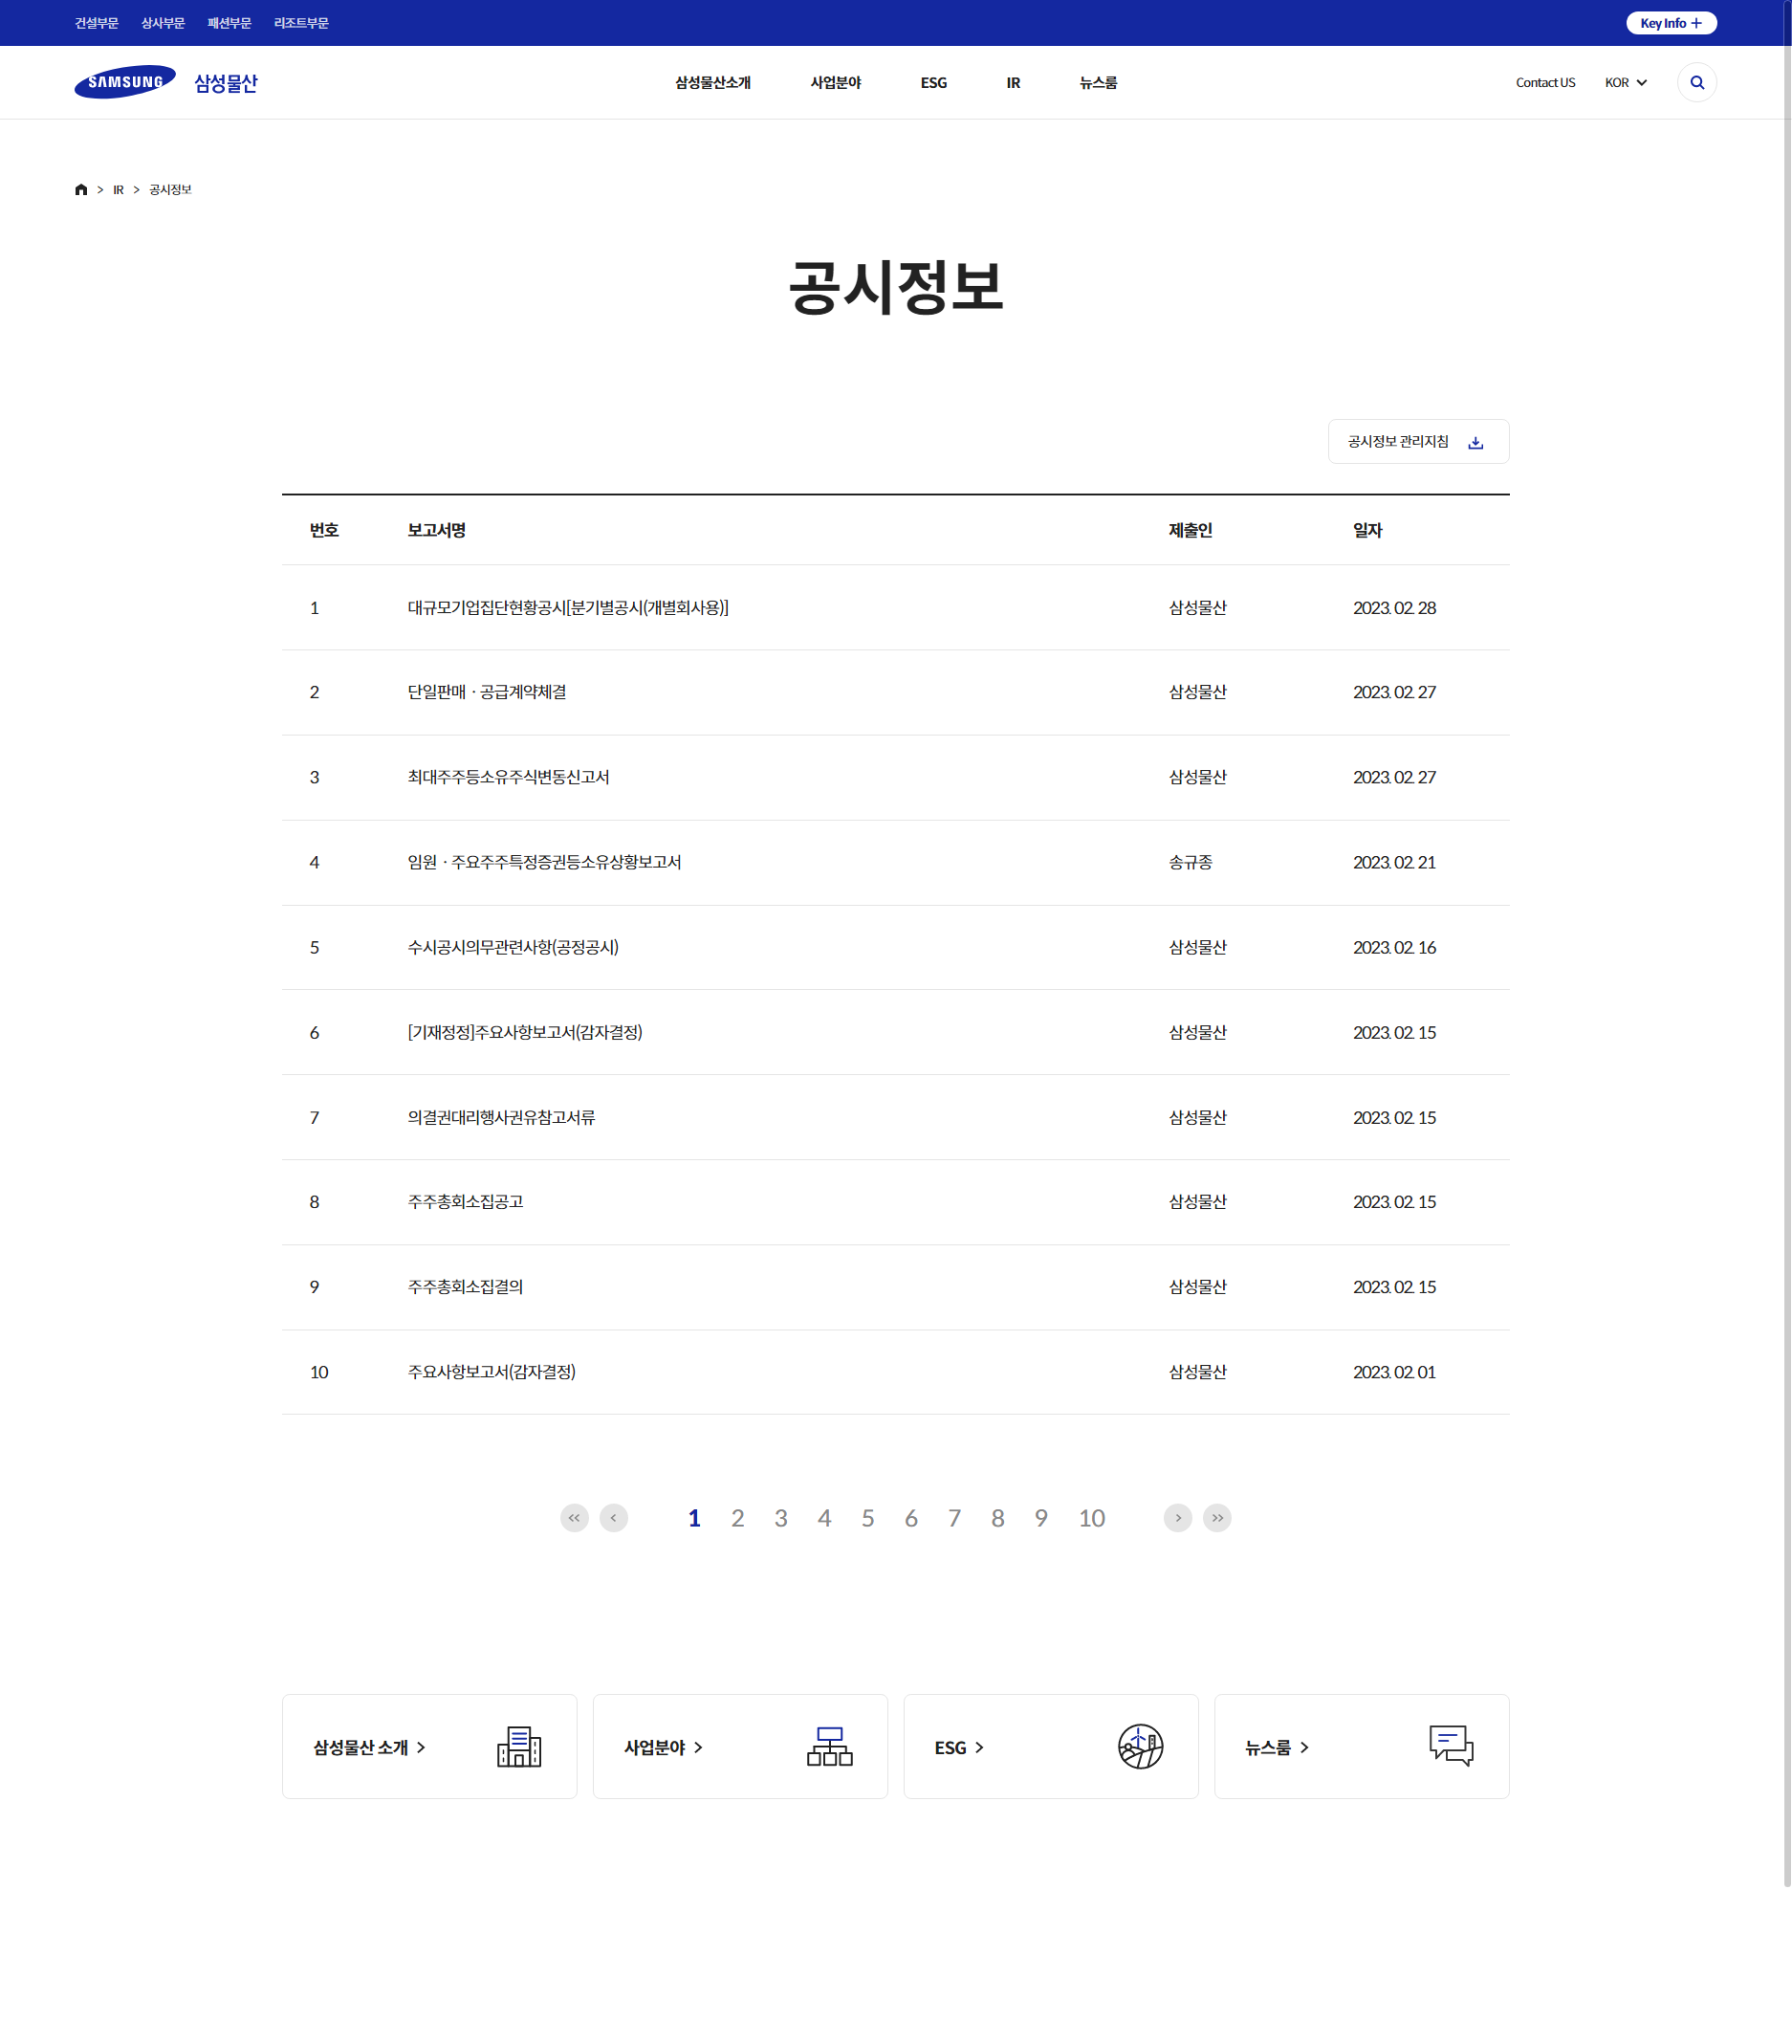 건설부문 상사부문 패션부문 리조트부문 Key Info +
SAMSUNG 삼성물산 삼성물산소개 사업분야 ESG IR 뉴스룸 Contact US KOR
> IR > 공시정보
공시정보
공시정보 관리지침
번호 보고서명 제출인 일자
1 대규모기업집단현황공시[분기별공시(개별회사용)] 삼성물산 2023. 02. 28
2 단일판매ㆍ공급계약체결 삼성물산 2023. 02. 27
3 최대주주등소유주식변동신고서 삼성물산 2023. 02. 27
4 임원ㆍ주요주주특정증권등소유상황보고서 송규종 2023. 02. 21
5 수시공시의무관련사항(공정공시) 삼성물산 2023. 02. 16
6 [기재정정]주요사항보고서(감자결정) 삼성물산 2023. 02. 15
7 의결권대리행사권유참고서류 삼성물산 2023. 02. 15
8 주주총회소집공고 삼성물산 2023. 02. 15
9 주주총회소집결의 삼성물산 2023. 02. 15
10 주요사항보고서(감자결정) 삼성물산 2023. 02. 01
1 2 3 4 5 6 7 8 9 10
삼성물산 소개 > 사업분야 > ESG > 뉴스룸 >